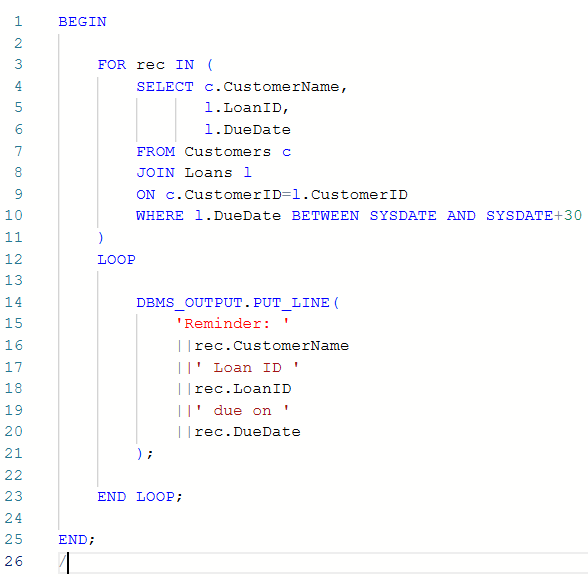 1 BEGIN
2
3 FOR rec IN (
4 SELECT c.CustomerName,
5 l.LoanID,
6 l.DueDate
7 FROM Customers c
8 JOIN Loans l
9 ON c.CustomerID=l.CustomerID
10 WHERE l.DueDate BETWEEN SYSDATE AND SYSDATE+30
11 )
12 LOOP
13
14 DBMS_OUTPUT.PUT_LINE(
15 'Reminder: '
16 ||rec.CustomerName
17 ||' Loan ID '
18 ||rec.LoanID
19 ||' due on '
20 ||rec.DueDate
21 );
22
23 END LOOP;
24
25 END;
26 /